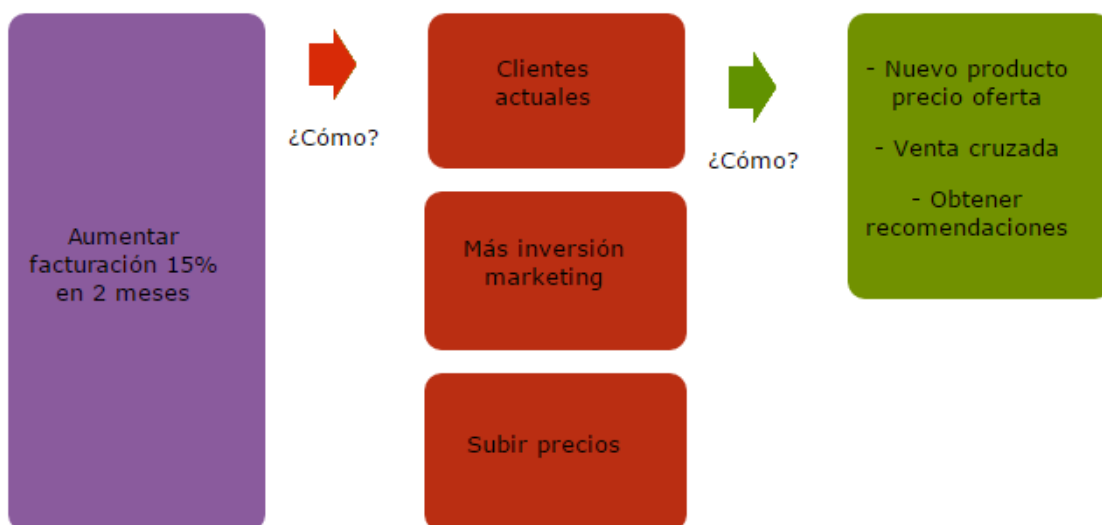 Aumentar
facturación 15%
en 2 meses
¿Cómo?
Clientes
actuales
Más inversión
marketing
Subir precios
¿Cómo?
- Nuevo producto
precio oferta
- Venta cruzada
- Obtener
recomendaciones